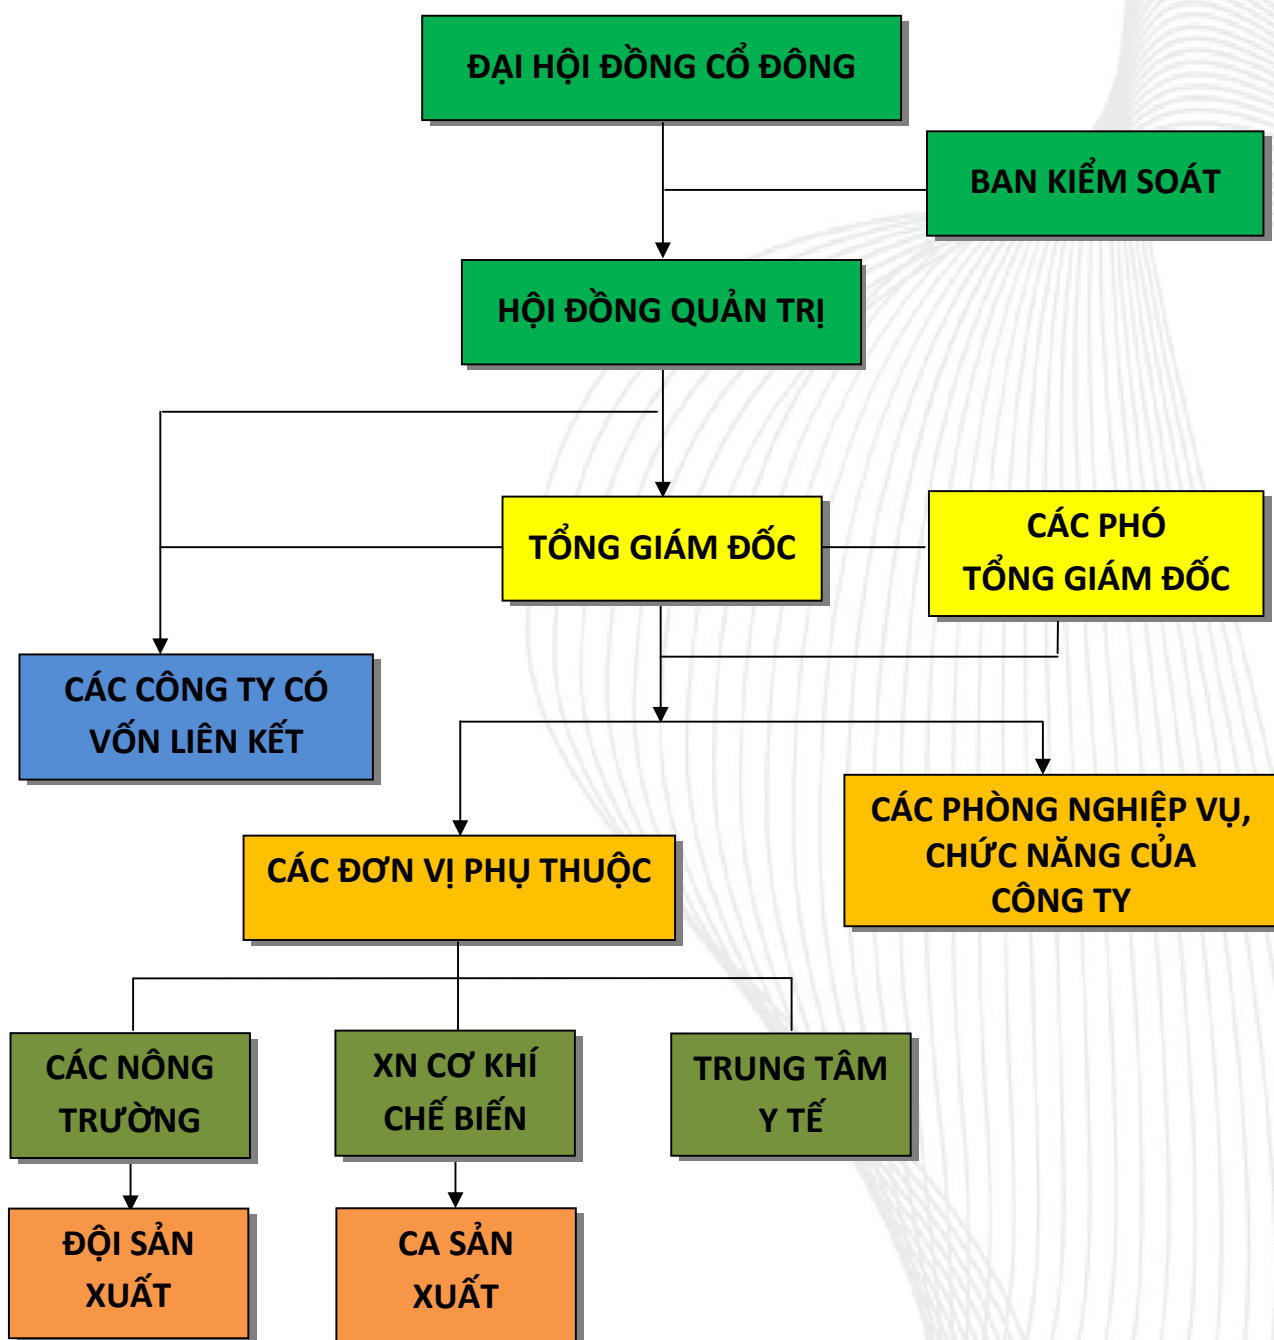 ĐẠI HỘI ĐỒNG CỔ ĐÔNG
BAN KIỂM SOÁT
HỘI ĐỒNG QUẢN TRỊ
TỔNG GIÁM ĐỐC
CÁC PHÓ
TỔNG GIÁM ĐỐC
CÁC CÔNG TY CÓ
VỐN LIÊN KẾT
CÁC PHÒNG NGHIỆP VỤ,
CHỨC NĂNG CỦA
CÔNG TY
CÁC ĐƠN VỊ PHỤ THUỘC
CÁC NÔNG
TRƯỜNG
XN CƠ KHÍ
CHẾ BIẾN
TRUNG TÂM
Y TẾ
ĐỘI SẢN
XUẤT
CA SẢN
XUẤT